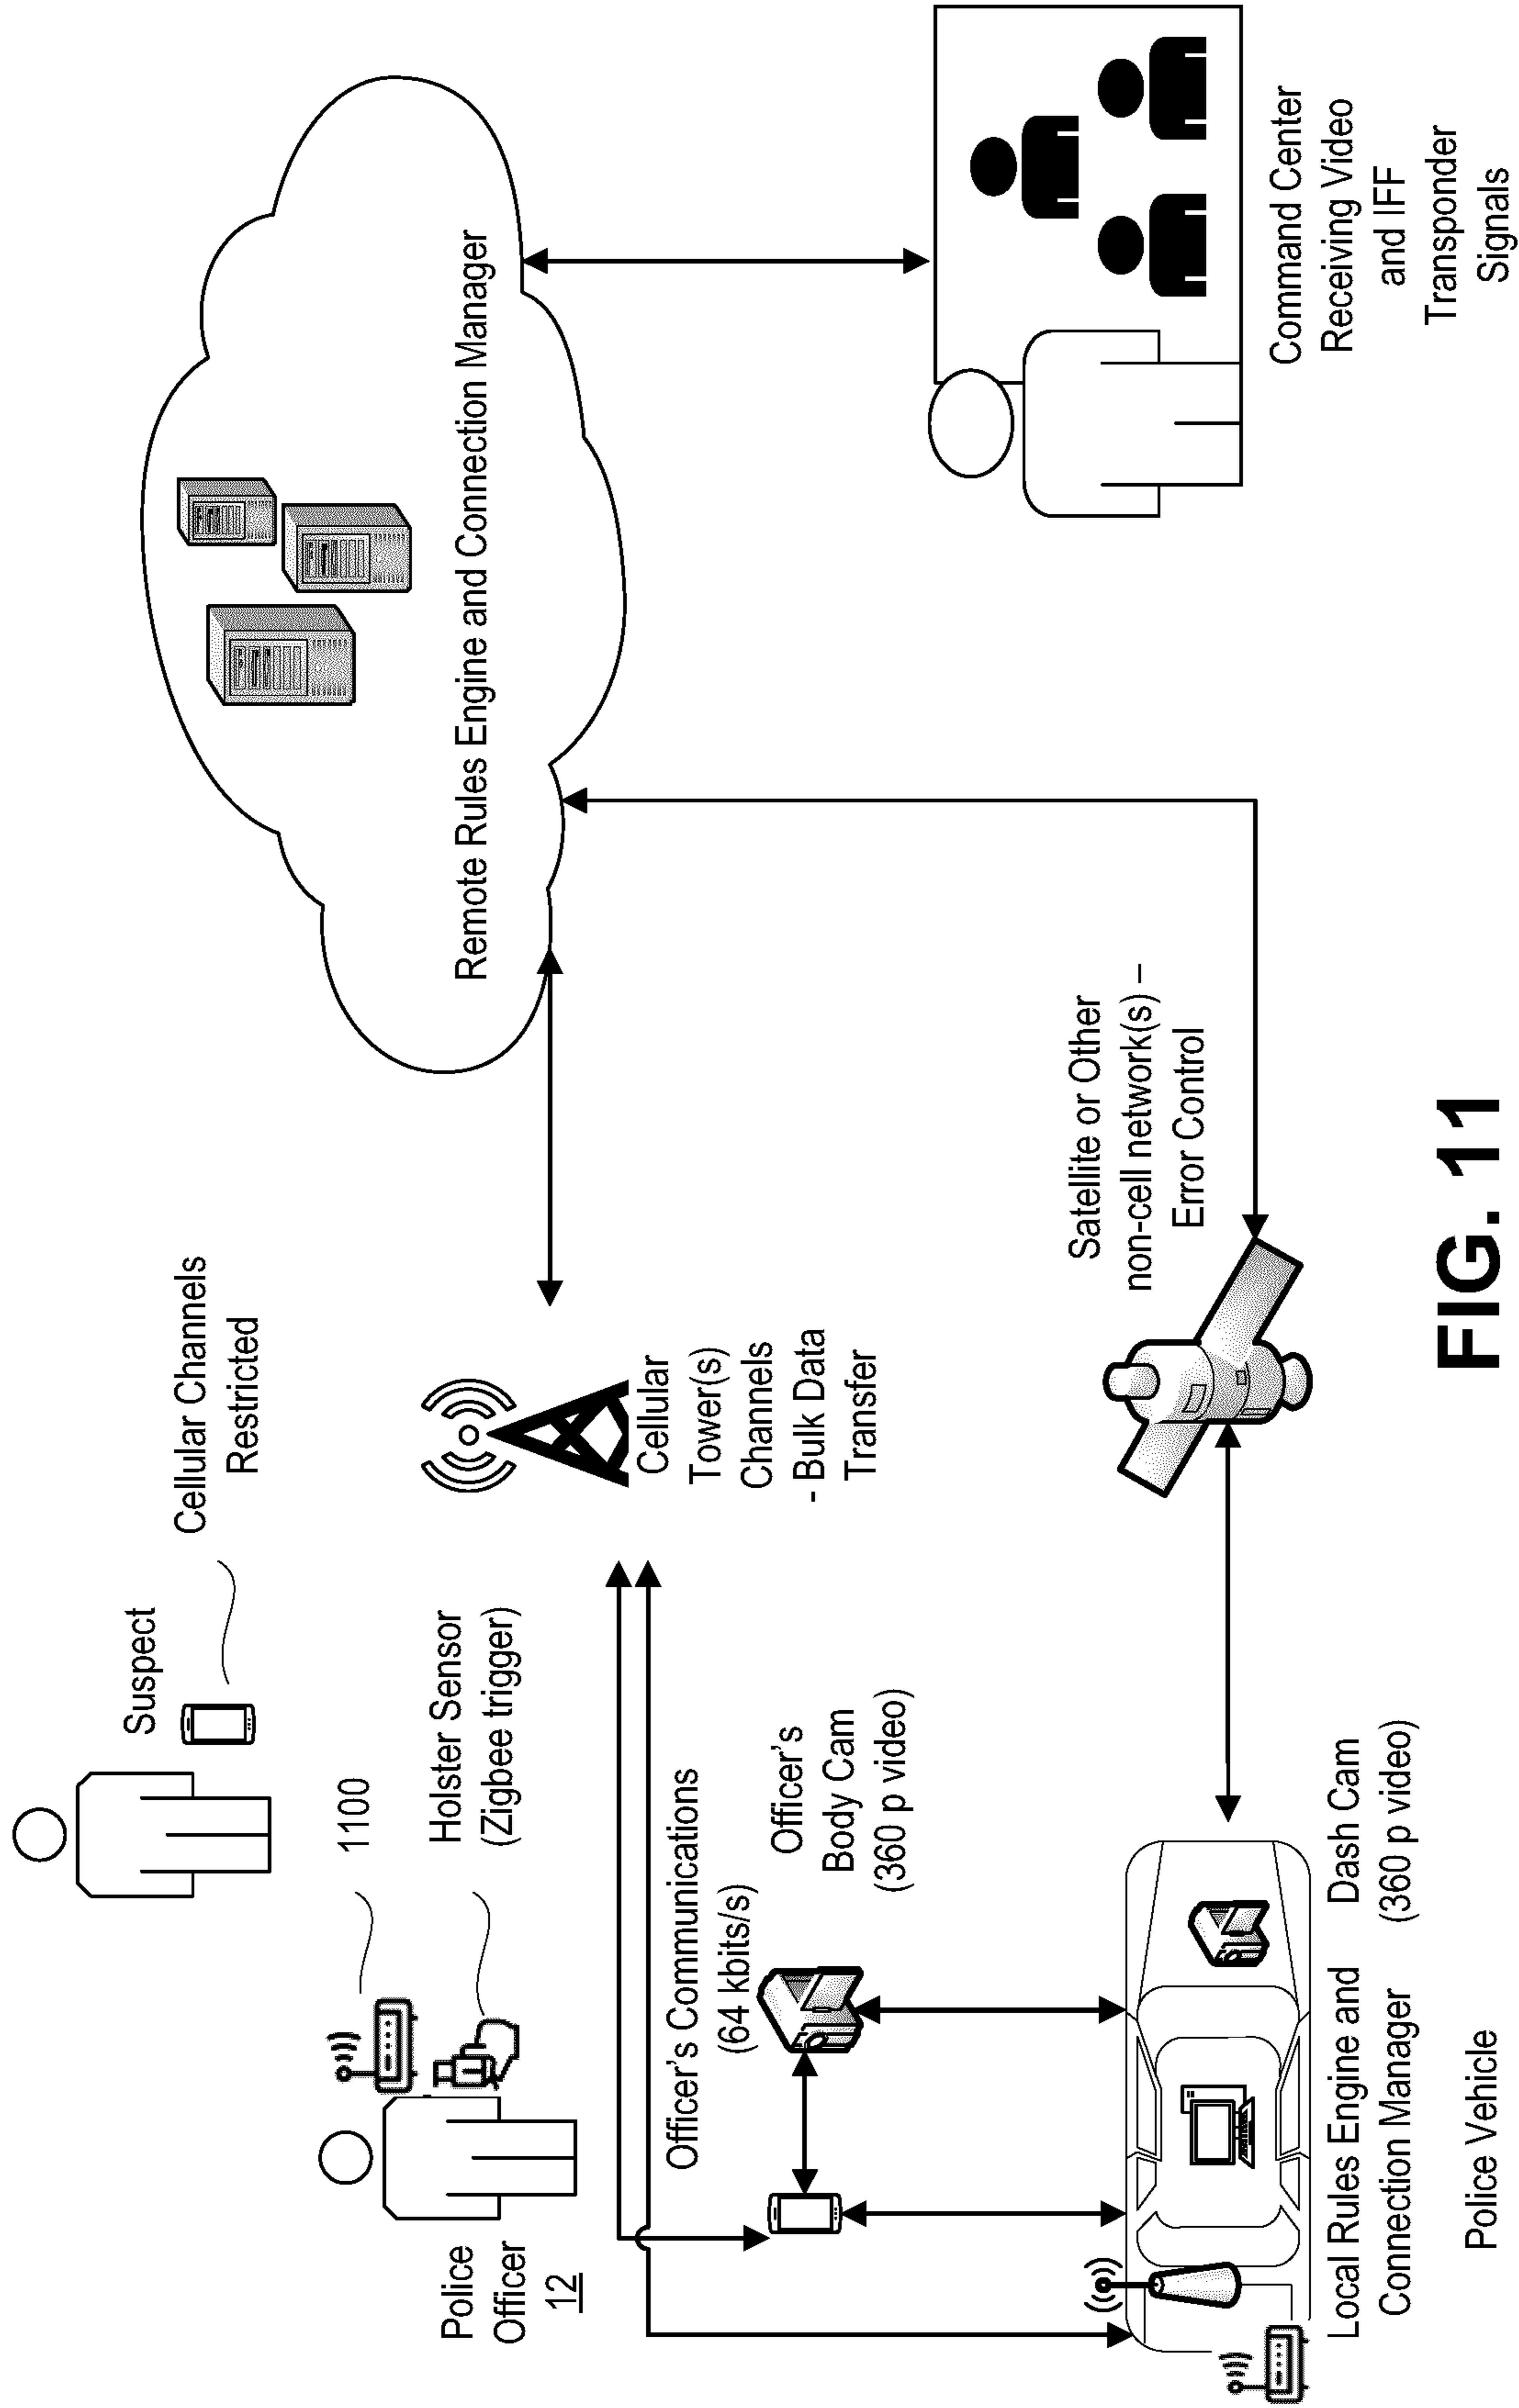 Suspect
Cellular Channels
Restricted
1100
Holster Sensor
(Zigbee trigger)
Police
Officer
12
Remote Rules Engine and Connection Manager
Cellular
Tower(s)
Channels
- Bulk Data
Transfer
Officer's Communications
(64 kbits/s)
Officer's
Body Cam
(360 p video)
Satellite or Other
non-cell network(s) –
Error Control
Command Center
Receiving Video
and IFF
Transponder
Signals
Local Rules Engine and
Connection Manager
Dash Cam
(360 p video)
Police Vehicle
FIG. 11